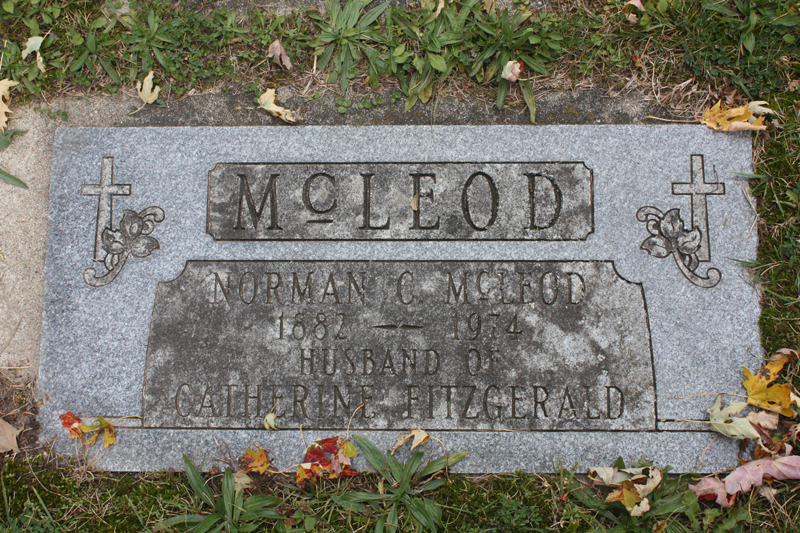 McLEOD
NORMAN C. McLEOD
1882 — 1974
HUSBAND OF
CATHERINE FITZGERALD